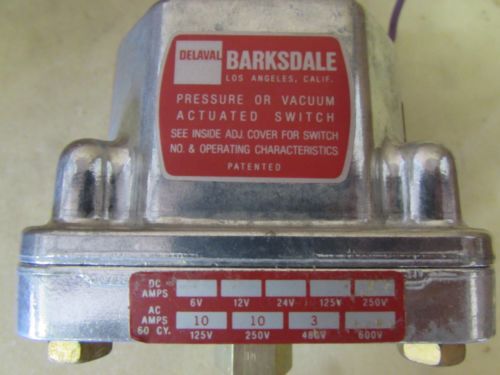 DELAVAL BARKSDALE
LOS ANGELES, CALIF.
PRESSURE OR VACUUM
ACTUATED SWITCH
SEE INSIDE ADJ. COVER FOR SWITCH
NO. & OPERATING CHARACTERISTICS
PATENTED
DC
AMPS
6V 12V 24V 125V 250V
AC
AMPS 10 10 3
60 CY. 125V 250V 480V 600V